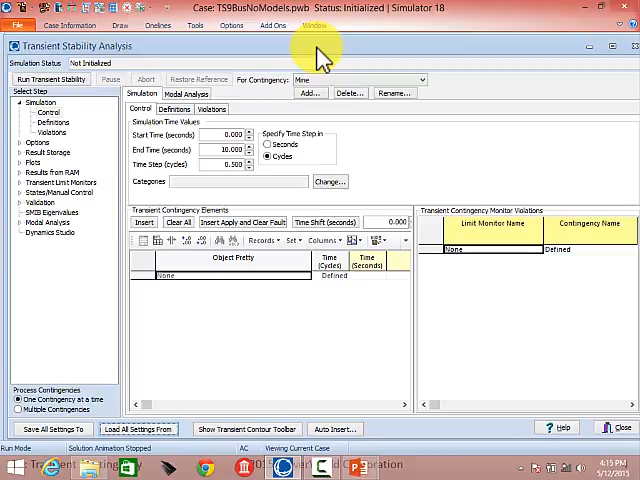 Case: TS9BusNoModels.pwb Status: Initialized | Simulator 18
File Case Information Draw Onelines Tools Options Add Ons Window
Transient Stability Analysis
Simulation Status Not Initialized
Run Transient Stability Pause Abort Restore Reference For Contingency: Mine
Select Step
Simulation
Control
Definitions
Violations
Options
Result Storage
Plots
Results from RAM
Transient Limit Monitors
States/Manual Control
Validation
SMIB Eigenvalues
Modal Analysis
Dynamics Studio
Process Contingencies
One Contingency at a time
Multiple Contingencies
Add... Delete... Rename...
Simulation Modal Analysis
Control Definitions Violations
Simulation Time Values
Start Time (seconds) 0.000
End Time (seconds) 10.000
Time Step (cycles) 0.500
Specify Time Step in
Seconds
Cycles
Categories Change...
Transient Contingency Elements
Insert Clear All Insert Apply and Clear Fault Time Shift (seconds) 0.000
Records Set Columns
Object Pretty Time (Cycles) Time (Seconds)
None Defined
Transient Contingency Monitor Violations
Limit Monitor Name Contingency Name
None Defined
Save All Settings To Load All Settings From Show Transient Contour Toolbar Auto Insert... Help Close
Run Mode Solution Animation Stopped AC Viewing Current Case
4:15 PM
5/12/2015